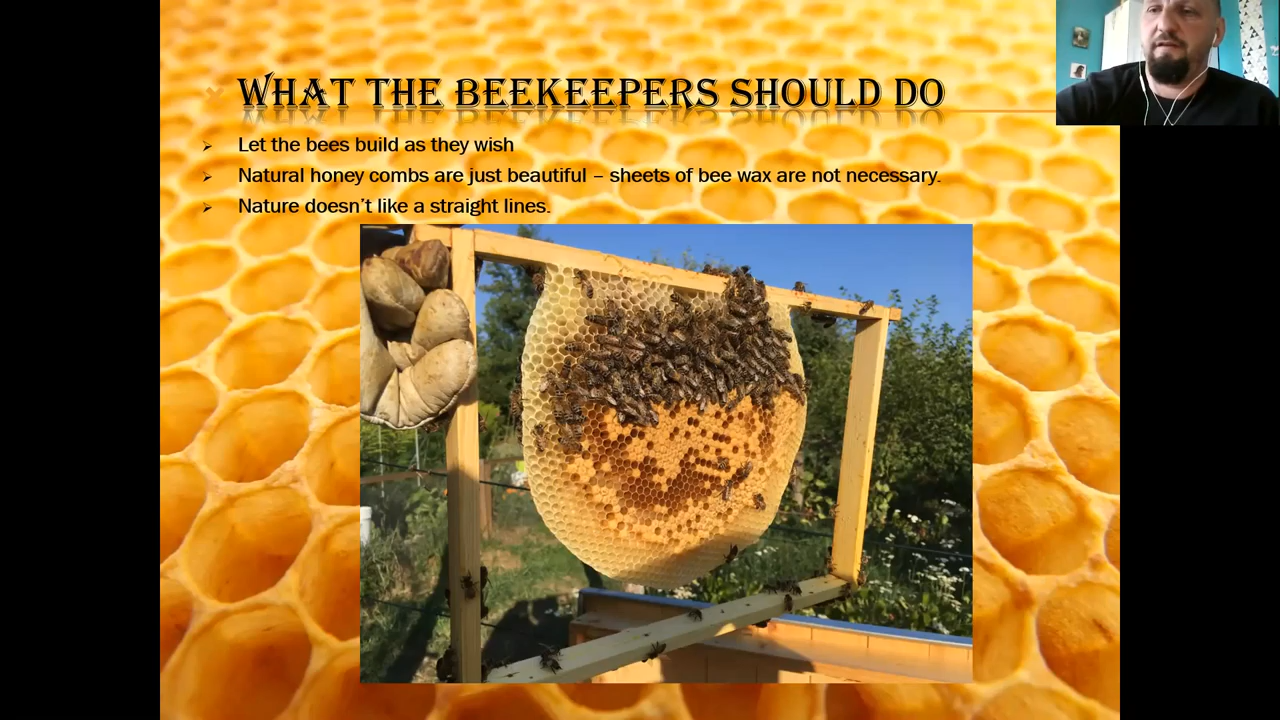 WHAT THE BEEKEEPERS SHOULD DO
Let the bees build as they wish
Natural honey combs are just beautiful – sheets of bee wax are not necessary.
Nature doesn't like a straight lines.